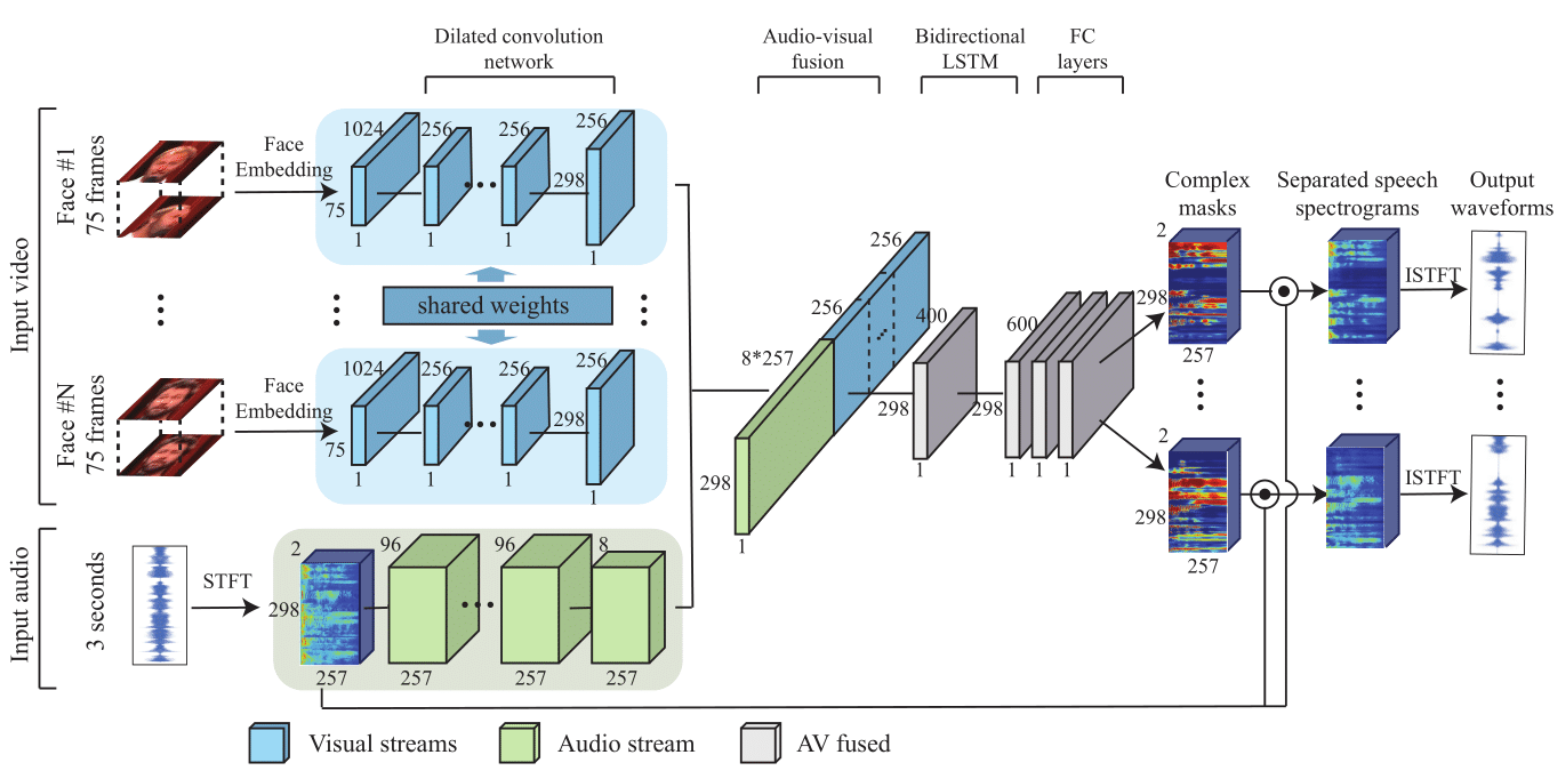 Dilated convolution
network
Audio-visual
fusion
Bidirectional
LSTM
FC
layers
Input video
Face #1
75 frames
Face
Embedding
1024
256
256
256
75
298
1
1
1
1
shared weights
Face #N
75 frames
Face
Embedding
1024
256
256
256
75
298
1
1
1
1
Input audio
3 seconds
STFT
2
96
96
8
298
257
257
257
257
256
256
8*257
298
1
400
298
1
600
298
1
1
1
Complex
masks
Separated speech
spectrograms
Output
waveforms
2
298
257
ISTFT
2
298
257
ISTFT
Visual streams
Audio stream
AV fused